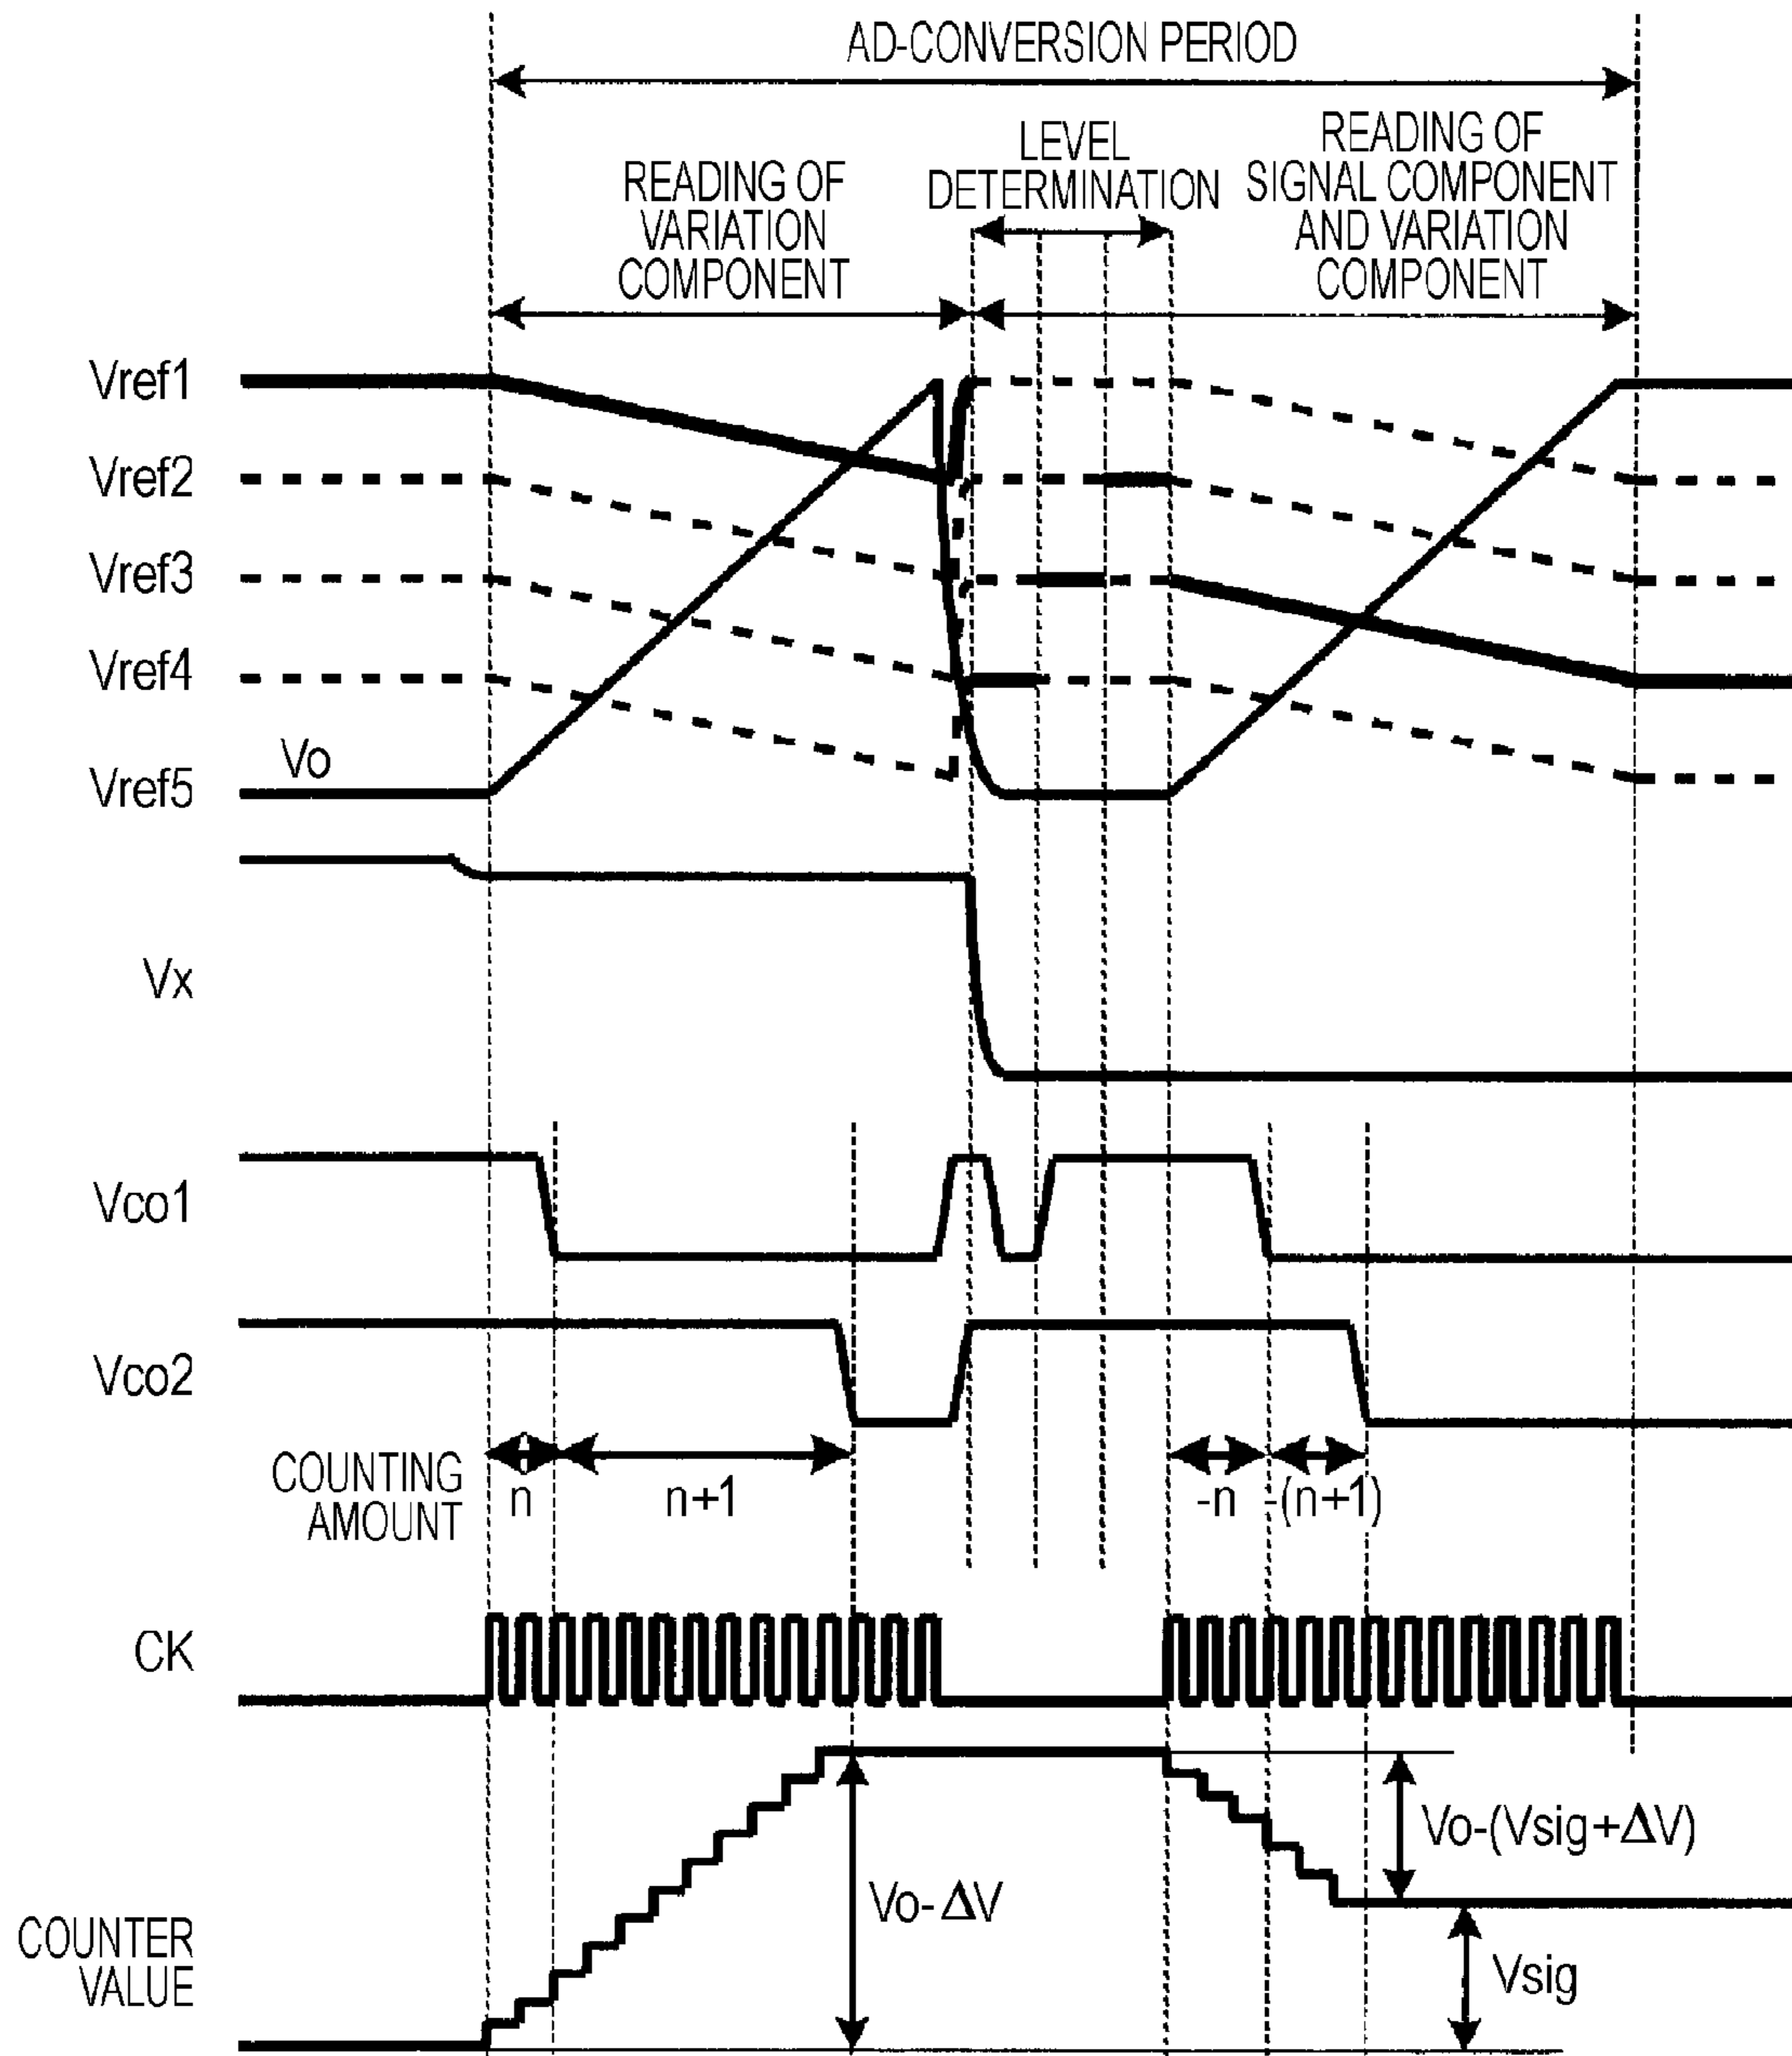 AD-CONVERSION PERIOD
READING OF
VARIATION
COMPONENT
LEVEL
DETERMINATION
READING OF
SIGNAL COMPONENT
AND VARIATION
COMPONENT
Vref1
Vref2
Vref3
Vref4
Vo
Vref5
Vx
Vco1
Vco2
COUNTING
AMOUNT
n
n+1
-n
-(n+1)
CK
Vo-(Vsig+ΔV)
Vo-ΔV
COUNTER
VALUE
Vsig